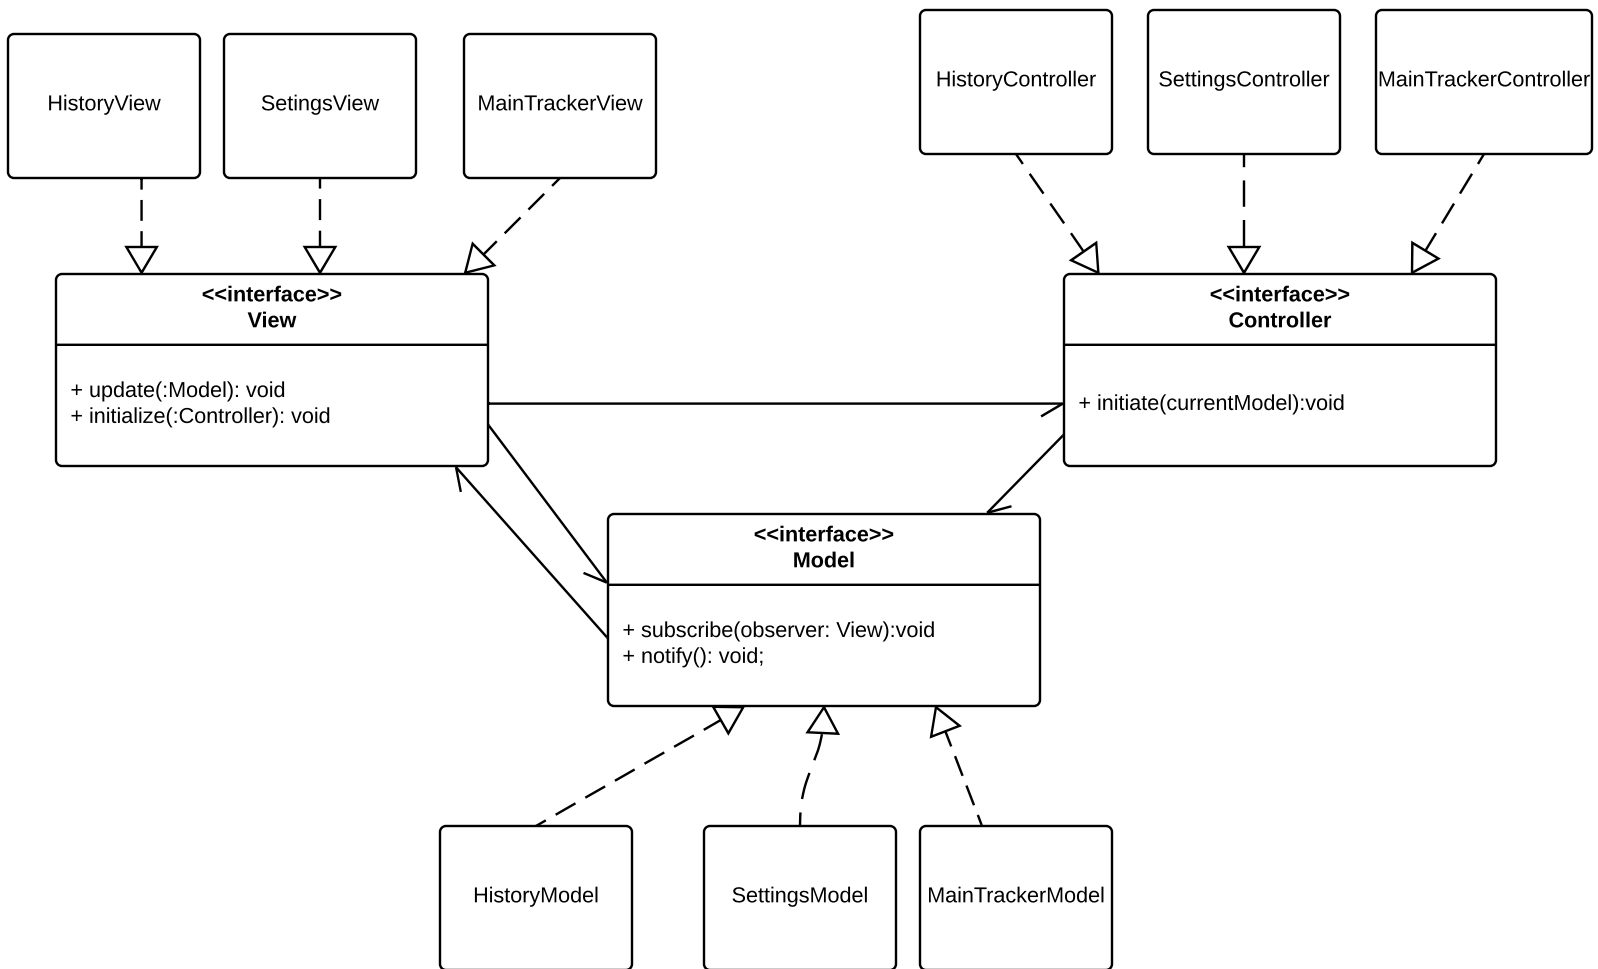 HistoryView
SetingsView
MainTrackerView
HistoryController
SettingsController
MainTrackerController
<<interface>>
View
+ update(:Model): void
+ initialize(:Controller): void
<<interface>>
Controller
+ initiate(currentModel):void
<<interface>>
Model
+ subscribe(observer: View):void
+ notify(): void;
HistoryModel
SettingsModel
MainTrackerModel